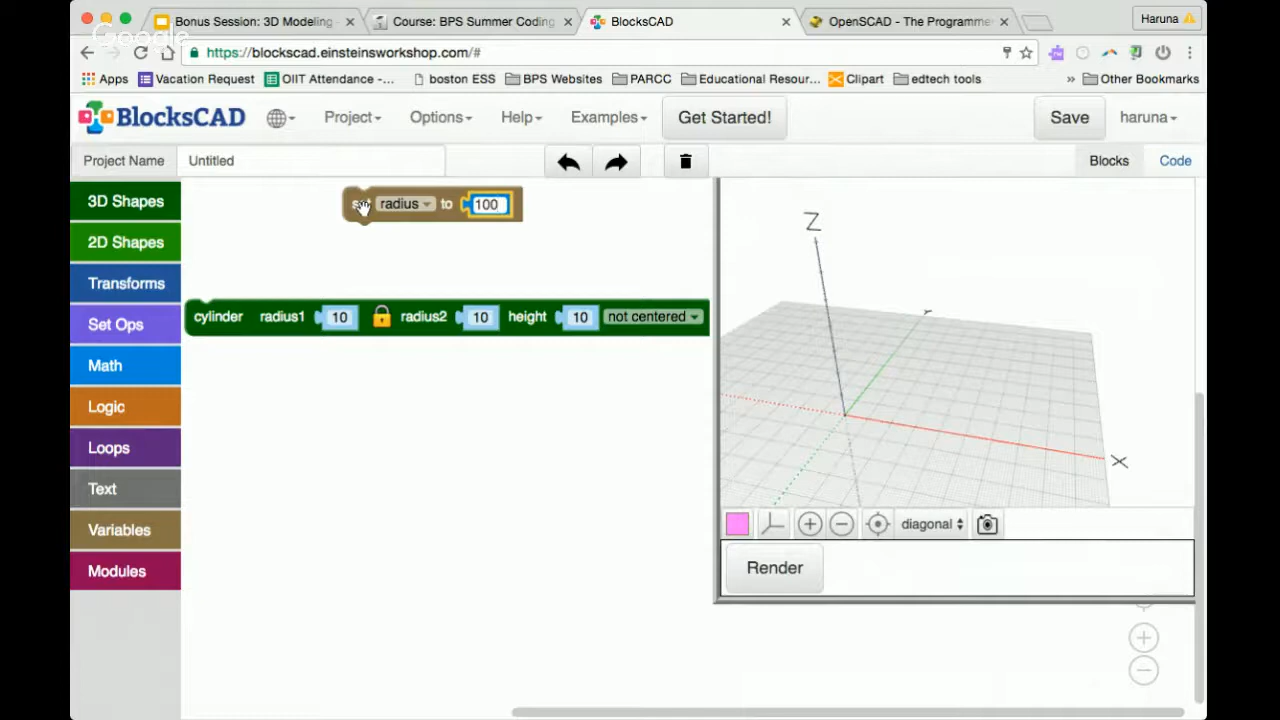 Bonus Session: 3D Modeling - Course: BPS Summer Coding BlocksCAD OpenSCAD - The Programme Haruna
Google
https://blockscad.einsteinsworkshop.com/#
Apps Vacation Request OIIT Attendance -... boston ESS BPS Websites PARCC Educational Resour... Clipart edtech tools » Other Bookmarks
BlocksCAD Project Options Help Examples Get Started! Save haruna
Project Name Untitled Blocks Code
3D Shapes
2D Shapes
Transforms
Set Ops
Math
Logic
Loops
Text
Variables
Modules
radius to 100
cylinder radius1 10 radius2 10 height 10 not centered
Z
X
diagonal
Render